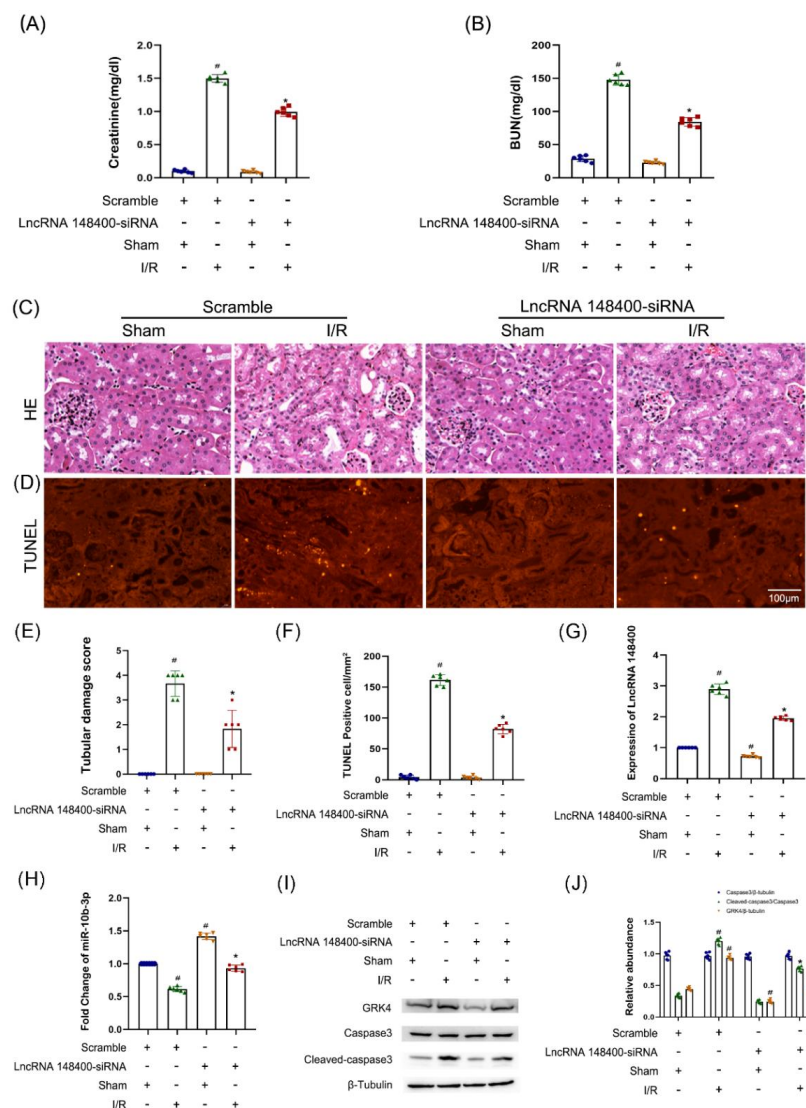 (A)
Creatinine(mg/dl)
2.0
1.5
1.0
0.5
0.0
#
*
Scramble + + - -
LncRNA 148400-siRNA - - + +
Sham + - + -
I/R - + - +
(B)
BUN(mg/dl)
200
150
100
50
0
#
*
Scramble + + - -
LncRNA 148400-siRNA - - + +
Sham + - + -
I/R - + - +
(C)
Scramble LncRNA 148400-siRNA
Sham I/R Sham I/R
HE
(D)
TUNEL
100μm
(E)
Tubular damage score
5
4
3
2
1
0
#
*
Scramble + + - -
LncRNA 148400-siRNA - - + +
Sham + - + -
I/R - + - +
(F)
TUNEL Positive cell/mm²
200
150
100
50
0
#
*
Scramble + + - -
LncRNA 148400-siRNA - - + +
Sham + - + -
I/R - + - +
(G)
Expressino of LncRNA 148400
4
3
2
1
0
#
#
*
Scramble + + - -
LncRNA 148400-siRNA - - + +
Sham + - + -
I/R - + - +
(H)
Fold Change of miR-10b-3p
2.0
1.5
1.0
0.5
0.0
#
#
*
Scramble + + - -
LncRNA 148400-siRNA - - + +
Sham + - + -
I/R - + - +
(I)
Scramble + + - -
LncRNA 148400-siRNA - - + +
Sham + - + -
I/R - + - +
GRK4
Caspase3
Cleaved-caspase3
β-Tubulin
(J)
Caspase3/β-tubulin
Cleaved-caspase3/Caspase3
GRK4/β-tubulin
Relative abundance
1.5
1.0
0.5
0.0
#
#
#
*
Scramble + + - -
LncRNA 148400-siRNA - - + +
Sham + - + -
I/R - + - +